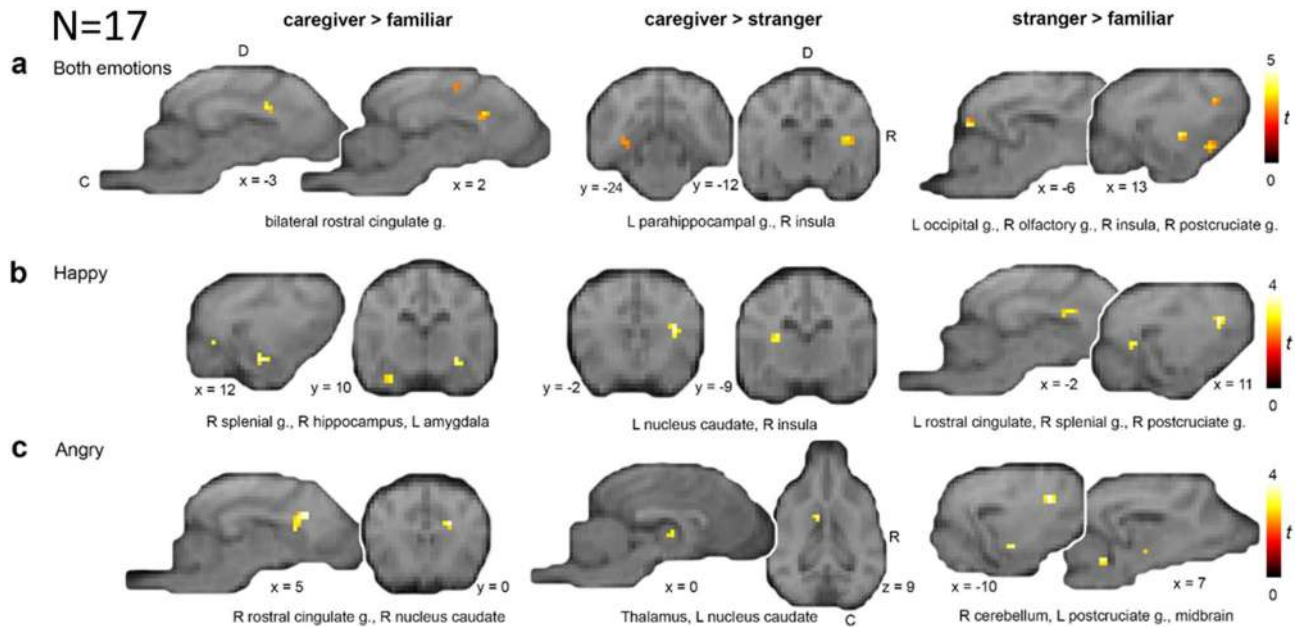 N=17
caregiver > familiar
caregiver > stranger
stranger > familiar
a Both emotions
D
D
5
t
0
R
C
x = -3
x = 2
y = -24
y = -12
x = -6
x = 13
bilateral rostral cingulate g.
L parahippocampal g., R insula
L occipital g., R olfactory g., R insula, R postcruciate g.
b Happy
4
t
0
x = 12
y = 10
y = -2
y = -9
x = -2
x = 11
R splenial g., R hippocampus, L amygdala
L nucleus caudate, R insula
L rostral cingulate, R splenial g., R postcruciate g.
c Angry
4
t
0
R
x = 5
y = 0
x = 0
z = 9
x = -10
x = 7
R rostral cingulate g., R nucleus caudate
Thalamus, L nucleus caudate
C
R cerebellum, L postcruciate g., midbrain